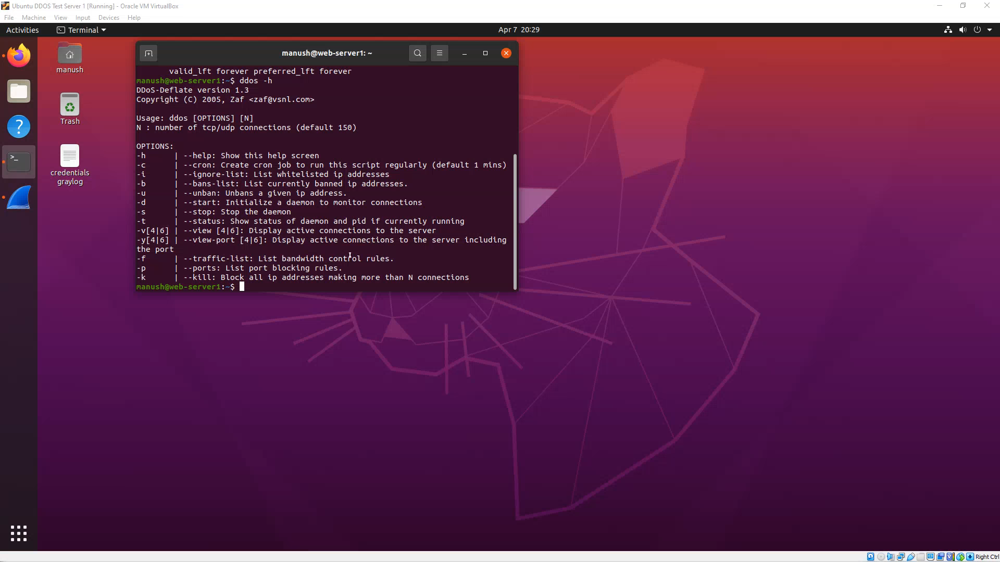 Ubuntu DDOS Test Server 1 [Running] - Oracle VM VirtualBox
File Machine View Input Devices Help
Activities Terminal Apr 7 20:29
manush
Trash
credentials
graylog
manush@web-server1: ~
valid_lft forever preferred_lft forever
manush@web-server1:~$ ddos -h
DDoS-Deflate version 1.3
Copyright (C) 2005, Zaf <zaf@vsnl.com>
Usage: ddos [OPTIONS] [N]
N : number of tcp/udp connections (default 150)
OPTIONS:
-h | --help: Show this help screen
-c | --cron: Create cron job to run this script regularly (default 1 mins)
-i | --ignore-list: List whitelisted ip addresses
-b | --bans-list: List currently banned ip addresses.
-u | --unban: Unbans a given ip address.
-d | --start: Initialize a daemon to monitor connections
-s | --stop: Stop the daemon
-t | --status: Show status of daemon and pid if currently running
-v[4|6] | --view [4|6]: Display active connections to the server
-y[4|6] | --view-port [4|6]: Display active connections to the server including
the port
-f | --traffic-list: List bandwidth control rules.
-p | --ports: List port blocking rules.
-k | --kill: Block all ip addresses making more than N connections
manush@web-server1:~$
Right Ctrl